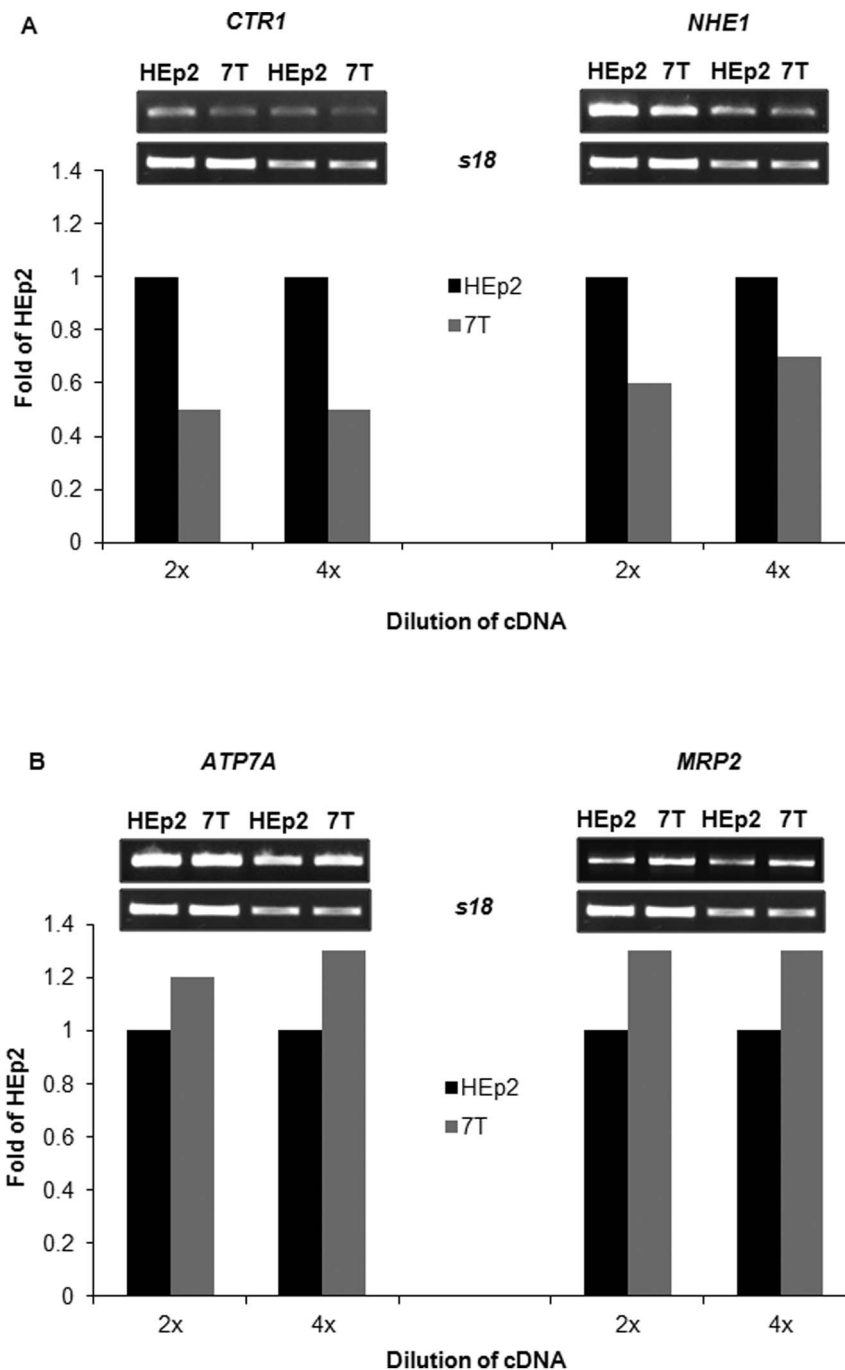 A
CTR1
NHE1
HEp2 7T HEp2 7T
HEp2 7T HEp2 7T
s18
1.4
1.2
1
0.8
0.6
0.4
0.2
0
Fold of HEp2
HEp2
7T
2x 4x 2x 4x
Dilution of cDNA
B
ATP7A
MRP2
HEp2 7T HEp2 7T
HEp2 7T HEp2 7T
s18
1.4
1.2
1
0.8
0.6
0.4
0.2
0
Fold of HEp2
HEp2
7T
2x 4x 2x 4x
Dilution of cDNA